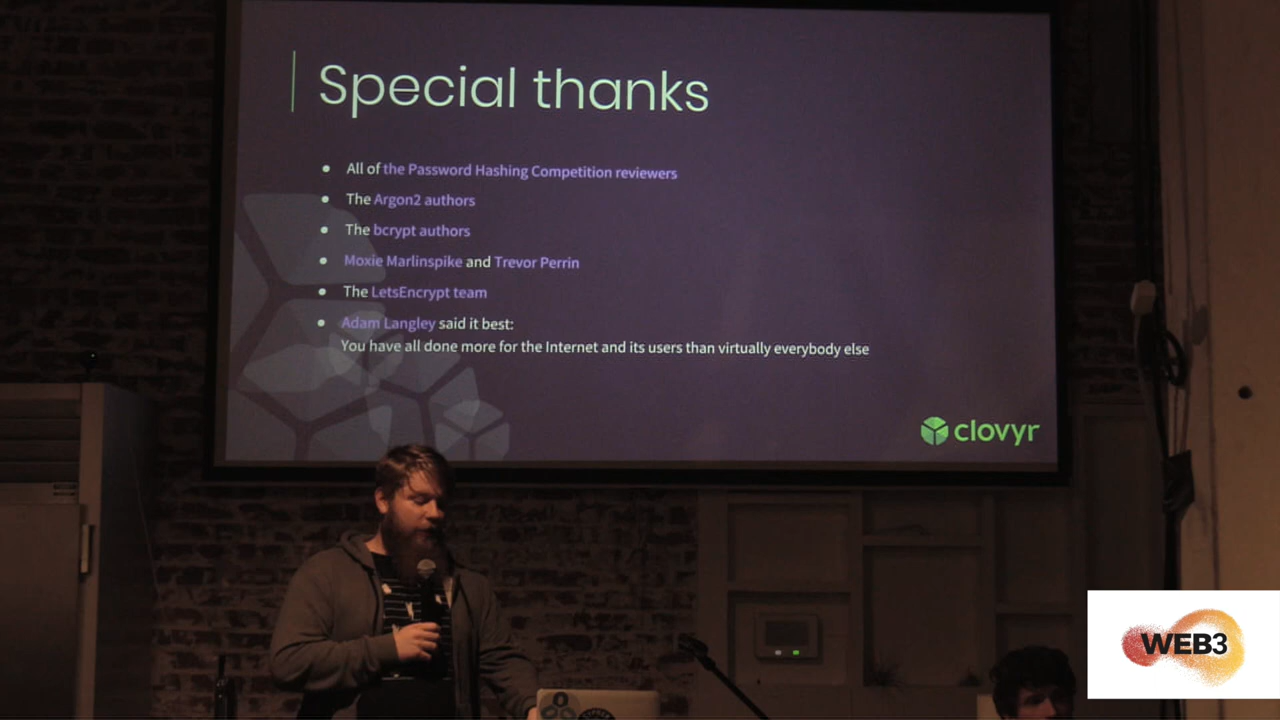 Special thanks
All of the Password Hashing Competition reviewers
The Argon2 authors
The bcrypt authors
Moxie Marlinspike and Trevor Perrin
The LetsEncrypt team
Adam Langley said it best:
You have all done more for the Internet and its users than virtually everybody else
clovyr
WEB3